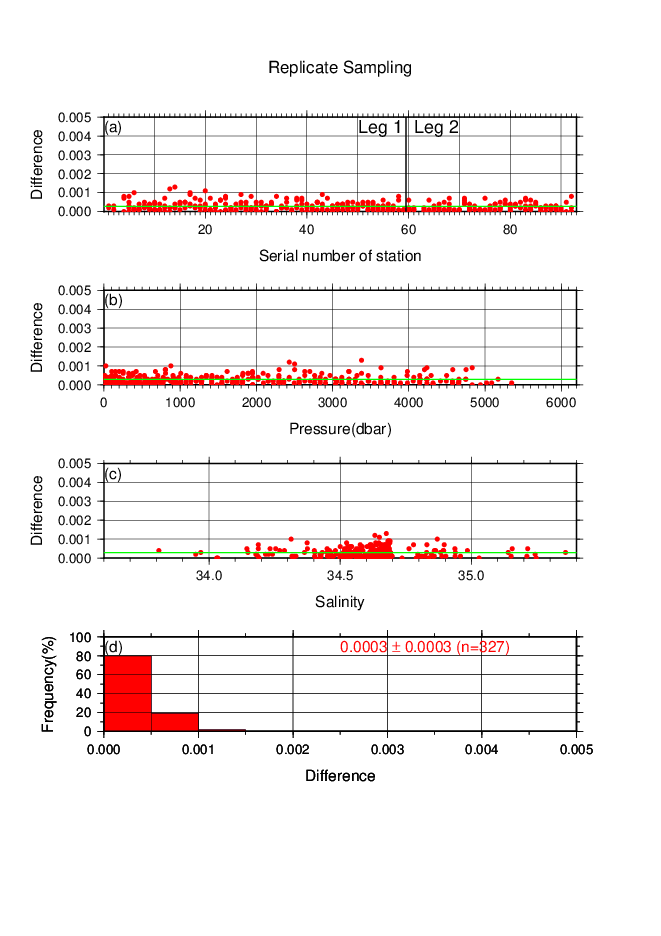 Replicate Sampling
0.005
0.004
0.003
0.002
0.001
0.000
Difference
(a)
Leg 1
Leg 2
20
40
60
80
Serial number of station
0.005
0.004
0.003
0.002
0.001
0.000
Difference
(b)
0
1000
2000
3000
4000
5000
6000
Pressure(dbar)
0.005
0.004
0.003
0.002
0.001
0.000
Difference
(c)
34.0
34.5
35.0
Salinity
100
80
60
40
20
0
Frequency(%)
(d)
0.0003 ± 0.0003 (n=327)
0.000
0.001
0.002
0.003
0.004
0.005
Difference